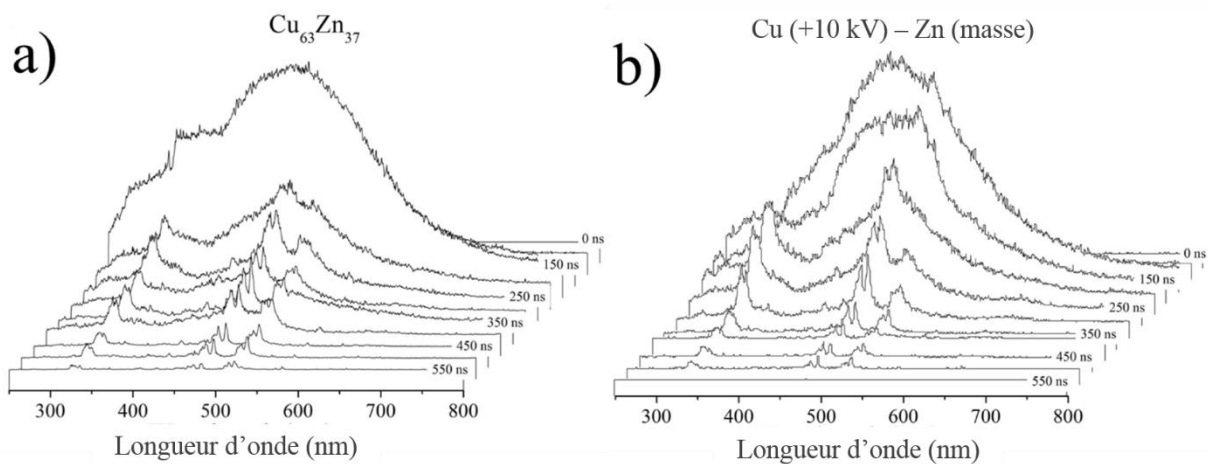 a)
Cu63Zn37
0 ns
150 ns
250 ns
350 ns
450 ns
550 ns
300 400 500 600 700 800
Longueur d’onde (nm)
b)
Cu (+10 kV) – Zn (masse)
0 ns
150 ns
250 ns
350 ns
450 ns
550 ns
300 400 500 600 700 800
Longueur d’onde (nm)